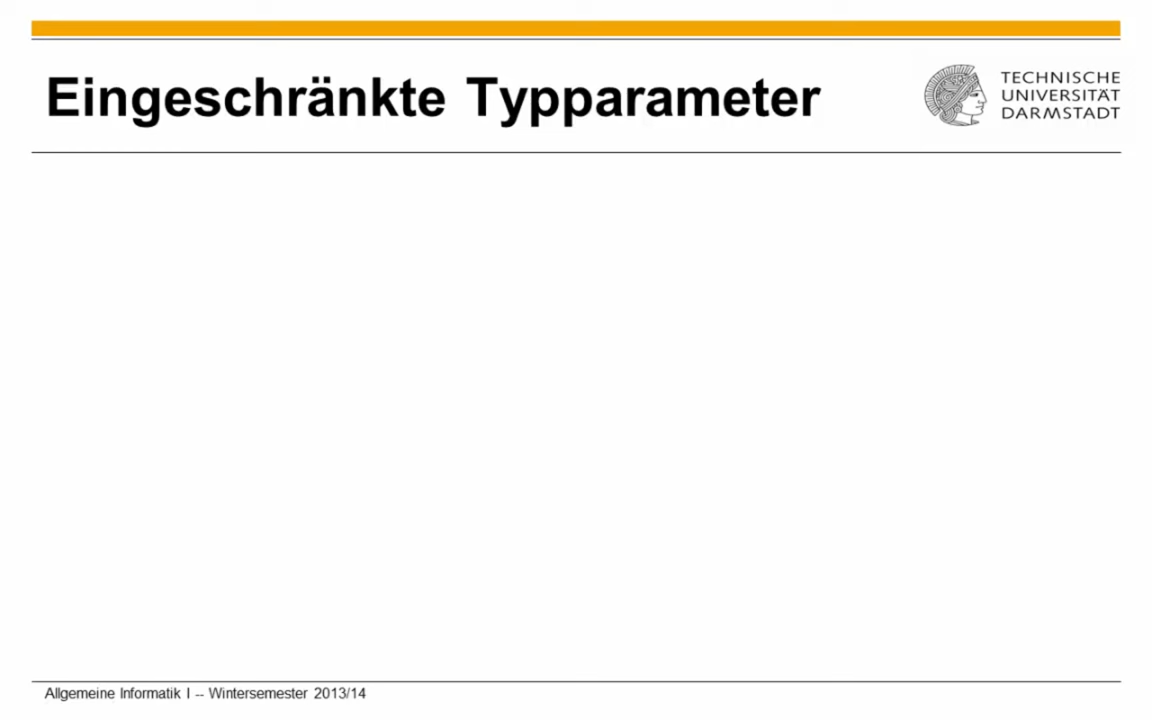 Eingeschränkte Typparameter
TECHNISCHE
UNIVERSITÄT
DARMSTADT
Allgemeine Informatik I -- Wintersemester 2013/14